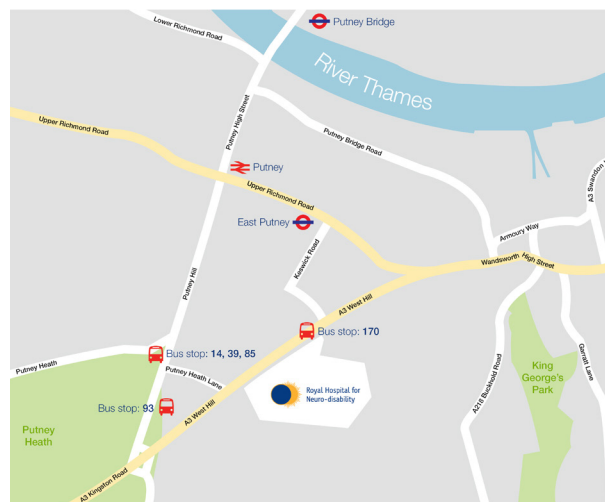 Putney Bridge
Lower Richmond Road
River Thames
Putney High Street
Upper Richmond Road
Putney Bridge Road
Putney
Upper Richmond Road
A3 Swandon
East Putney
Armoury Way
Keswick Road
Wandsworth High Street
Putney Hill
A3 West Hill
Bus stop: 170
Bus stop: 14, 39, 85
Putney Heath
Putney Heath Lane
Royal Hospital for
Neuro-disability
King
George's
Park
Garratt Lane
A218 Buckhold Road
Bus stop: 93
A3 West Hill
Putney
Heath
A3 Kingston Road